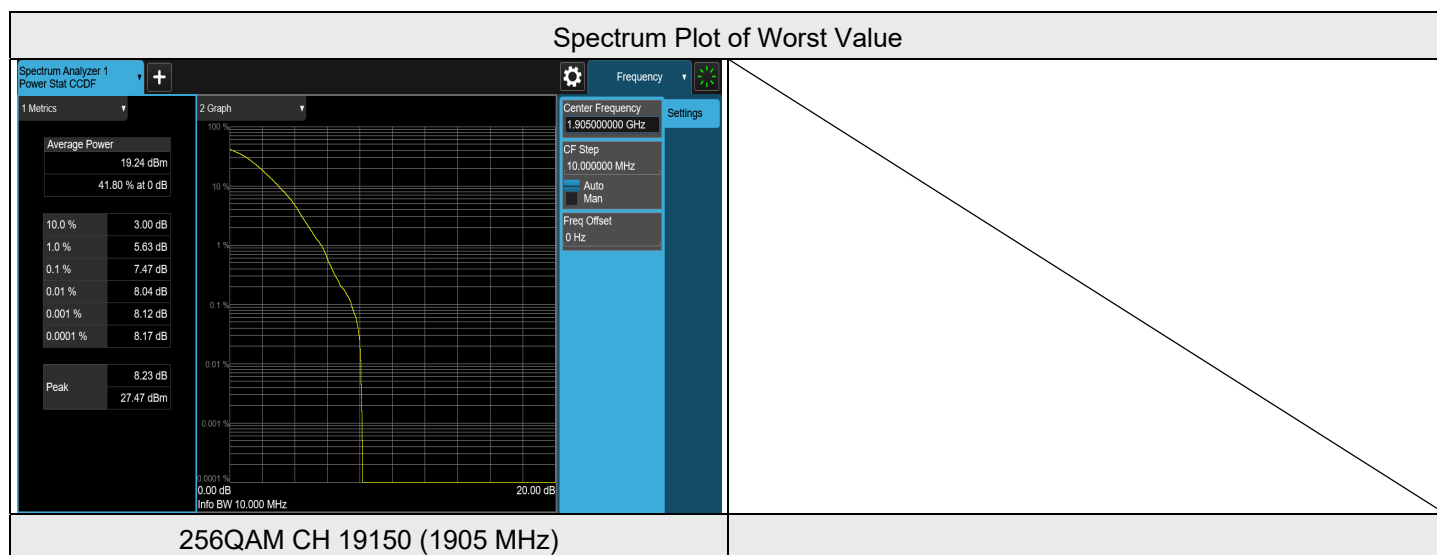 Spectrum Plot of Worst Value
Spectrum Analyzer 1
Power Stat CCDF
Frequency
1 Metrics
2 Graph
Center Frequency
1.905000000 GHz
Settings
CF Step
10.000000 MHz
Auto
Man
Freq Offset
0 Hz
Average Power
19.24 dBm
41.80 % at 0 dB
10.0 % 3.00 dB
1.0 % 5.63 dB
0.1 % 7.47 dB
0.01 % 8.04 dB
0.001 % 8.12 dB
0.0001 % 8.17 dB
Peak 8.23 dB
27.47 dBm
100 %
10 %
1 %
0.1 %
0.01 %
0.001 %
0.0001 %
0.00 dB 20.00 dB
Info BW 10.000 MHz
256QAM CH 19150 (1905 MHz)